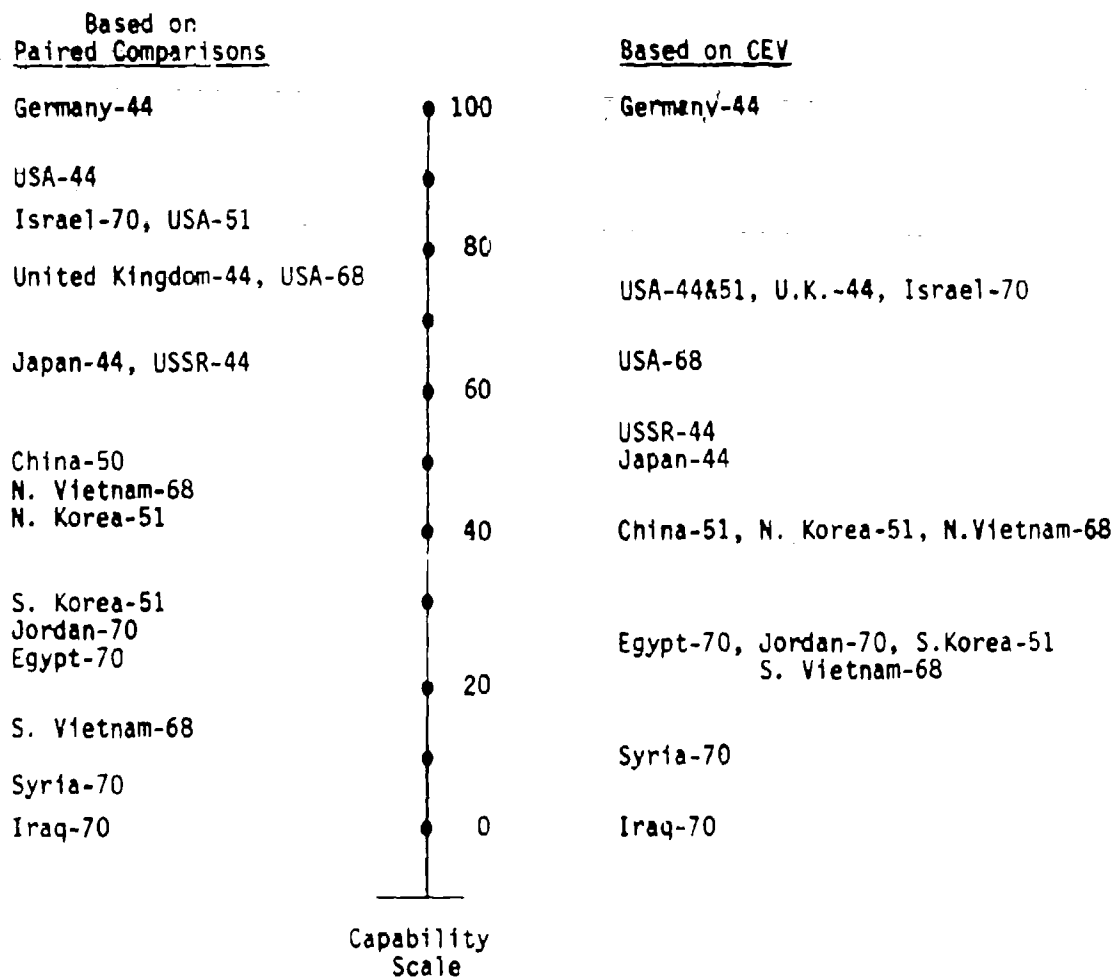 Based on
Paired Comparisons
Based on CEV
Germany-44
100
Germany-44
USA-44
Israel-70, USA-51
80
United Kingdom-44, USA-68
USA-44&51, U.K.-44, Israel-70
Japan-44, USSR-44
USA-68
60
USSR-44
China-50
Japan-44
N. Vietnam-68
N. Korea-51
40
China-51, N. Korea-51, N.Vietnam-68
S. Korea-51
Jordan-70
Egypt-70, Jordan-70, S.Korea-51
Egypt-70
S. Vietnam-68
20
S. Vietnam-68
Syria-70
Syria-70
Iraq-70
0
Iraq-70
Capability
Scale